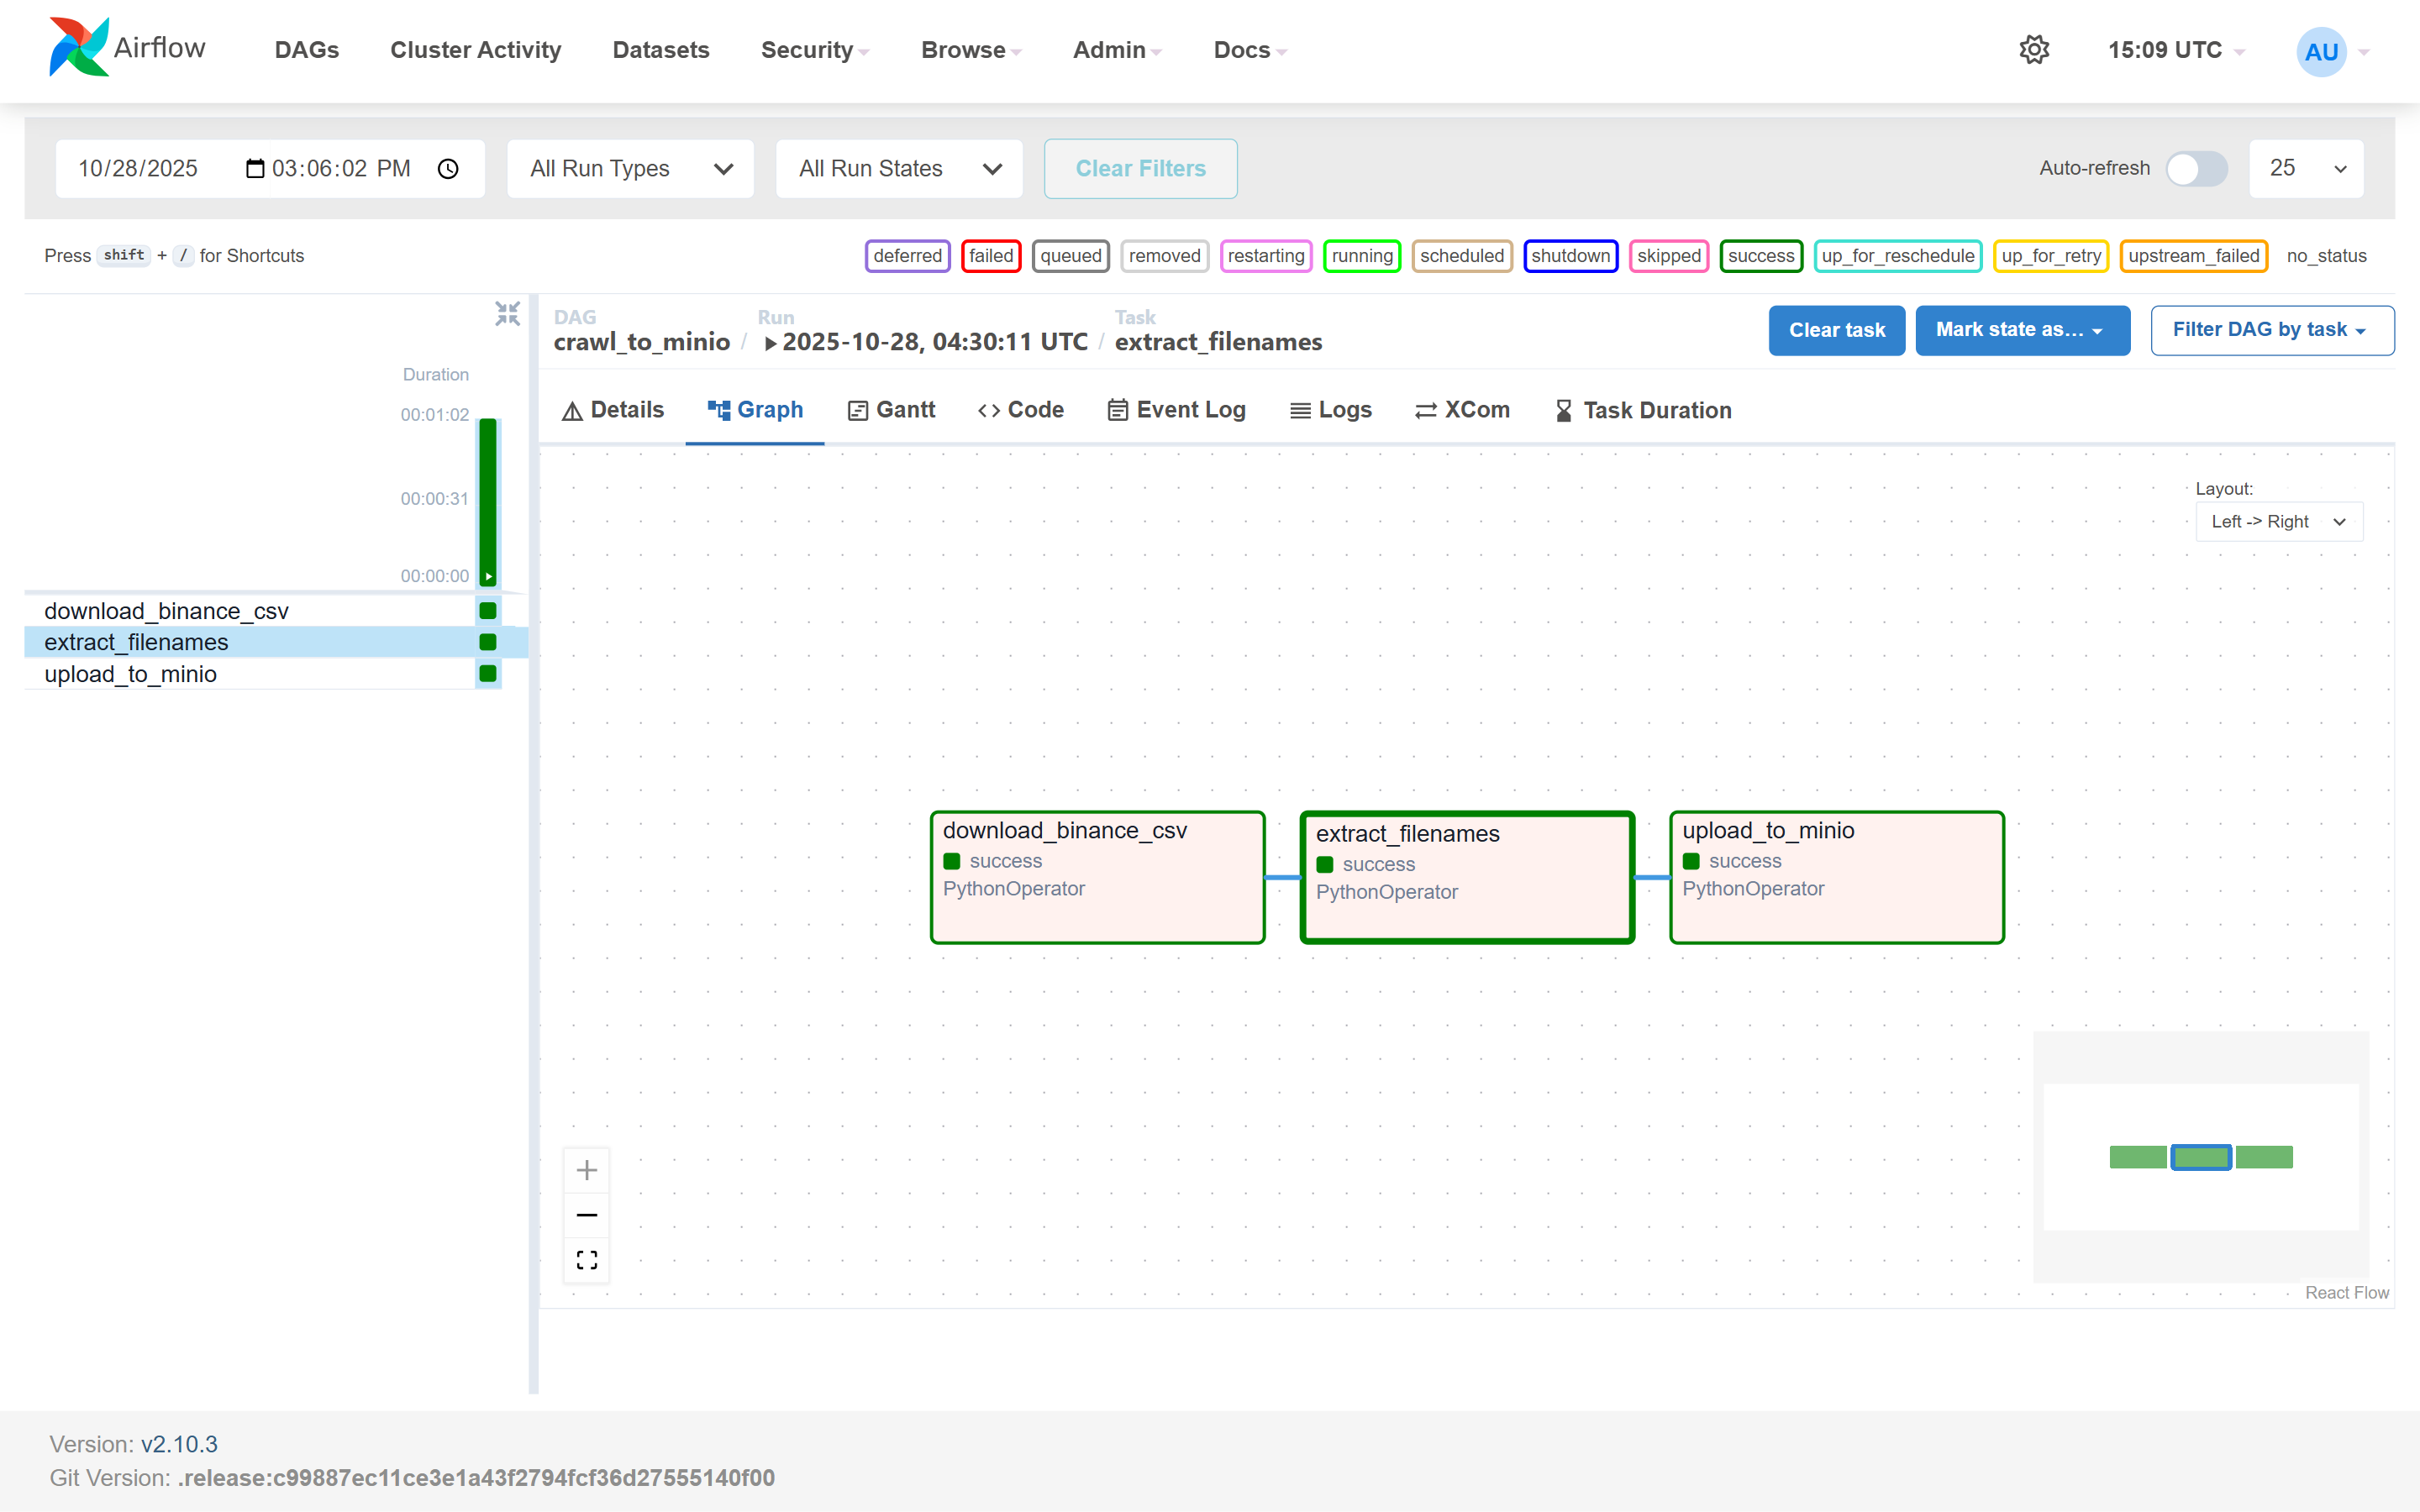 Airflow DAGs Cluster Activity Datasets Security Browse Admin Docs 15:09 UTC AU
10/28/2025 03:06:02 PM All Run Types All Run States Clear Filters Auto-refresh 25
Press shift + / for Shortcuts deferred failed queued removed restarting running scheduled shutdown skipped success up_for_reschedule up_for_retry upstream_failed no_status
Duration
00:01:02
00:00:31
00:00:00
download_binance_csv
extract_filenames
upload_to_minio
DAG Run Task
crawl_to_minio / 2025-10-28, 04:30:11 UTC / extract_filenames
Clear task Mark state as... Filter DAG by task
Details Graph Gantt Code Event Log Logs XCom Task Duration
Layout:
Left -> Right
download_binance_csv
success
PythonOperator
extract_filenames
success
PythonOperator
upload_to_minio
success
PythonOperator
React Flow
Version: v2.10.3
Git Version: .release:c99887ec11ce3e1a43f2794fcf36d27555140f00